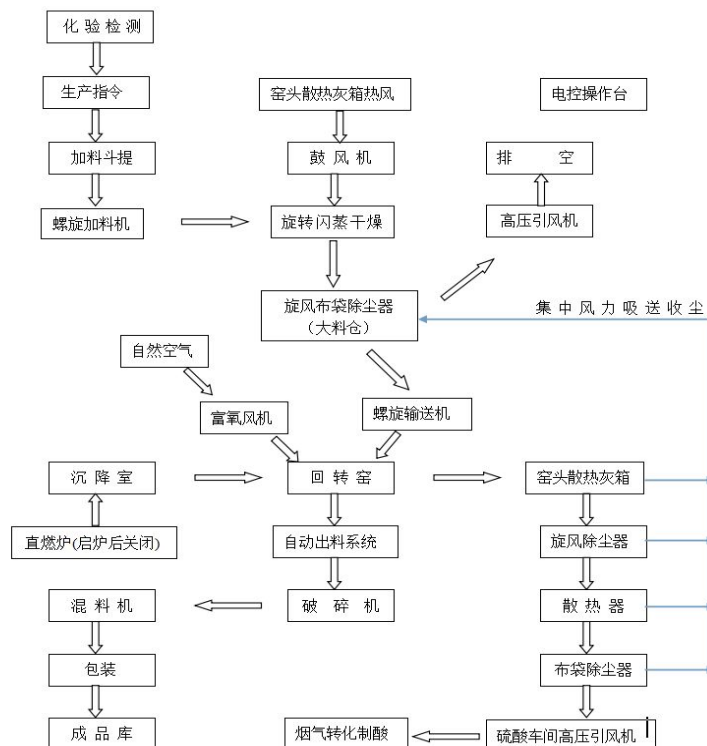 化验检测
生产指令
窑头散热灰箱热风
电控操作台
加料斗提
鼓风机
排 空
螺旋加料机
旋转闪蒸干燥
高压引风机
旋风布袋除尘器
（大料仓）
集中风力吸送收尘
自然空气
富氧风机
螺旋输送机
沉降室
回转窑
窑头散热灰箱
直燃炉(启炉后关闭)
自动出料系统
旋风除尘器
混料机
破碎机
散热器
包装
布袋除尘器
成品库
烟气转化制酸
硫酸车间高压引风机